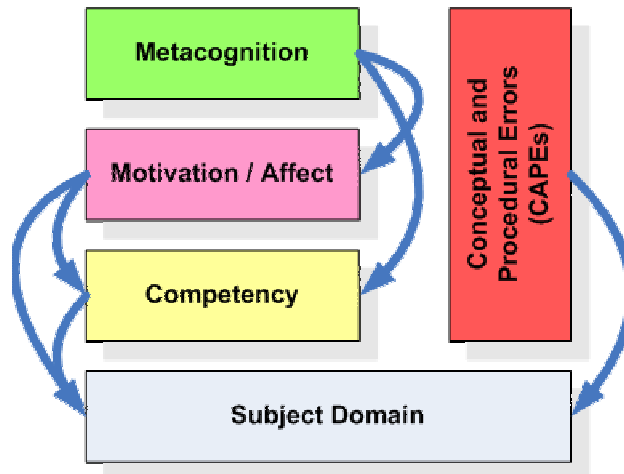 Metacognition
Motivation / Affect
Competency
Subject Domain
Conceptual and
Procedural Errors
(CAPEs)